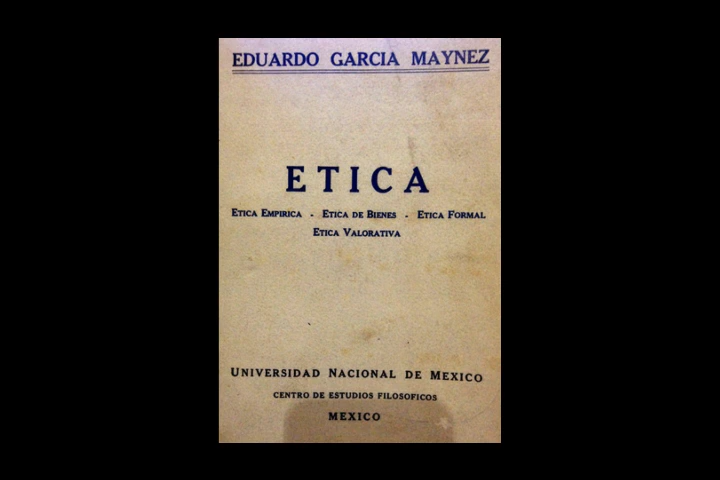 EDUARDO GARCIA MAYNEZ
ETICA
ETICA EMPIRICA - ETICA DE BIENES - ETICA FORMAL
ETICA VALORATIVA
UNIVERSIDAD NACIONAL DE MEXICO
CENTRO DE ESTUDIOS FILOSOFICOS
MEXICO